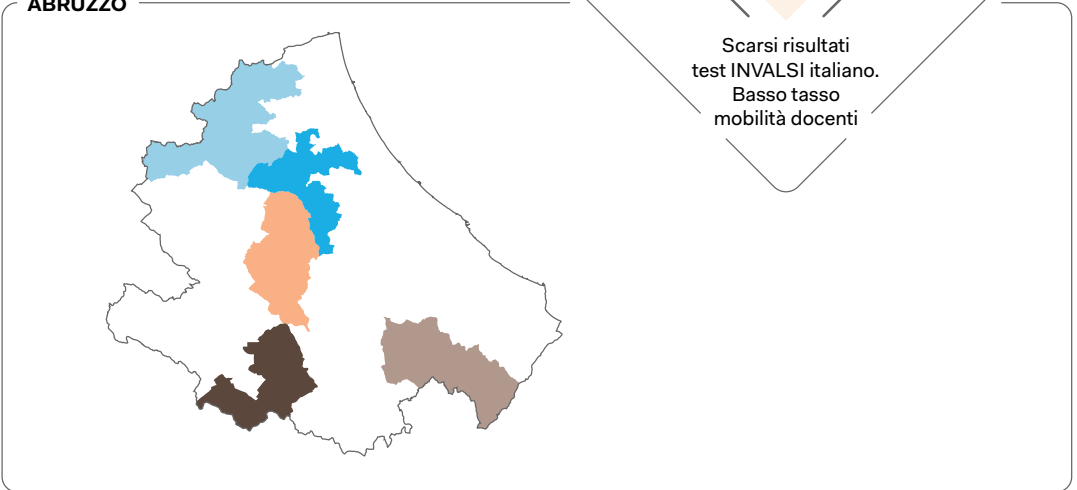 ABRUZZO
Scarsi risultati
test INVALSI italiano.
Basso tasso
mobilità docenti